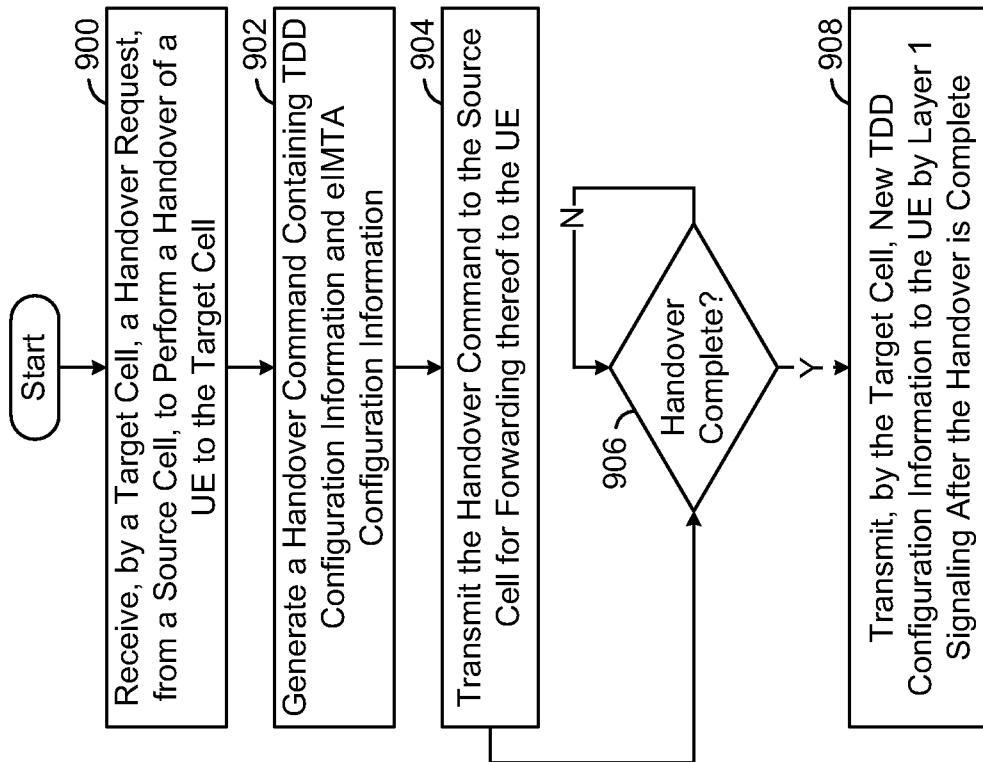 Start
900
Receive, by a Target Cell, a Handover Request,
from a Source Cell, to Perform a Handover of a
UE to the Target Cell
902
Generate a Handover Command Containing TDD
Configuration Information and eIMTA
Configuration Information
904
Transmit the Handover Command to the Source
Cell for Forwarding thereof to the UE
906
Handover
Complete?
N
Y
908
Transmit, by the Target Cell, New TDD
Configuration Information to the UE by Layer 1
Signaling After the Handover is Complete